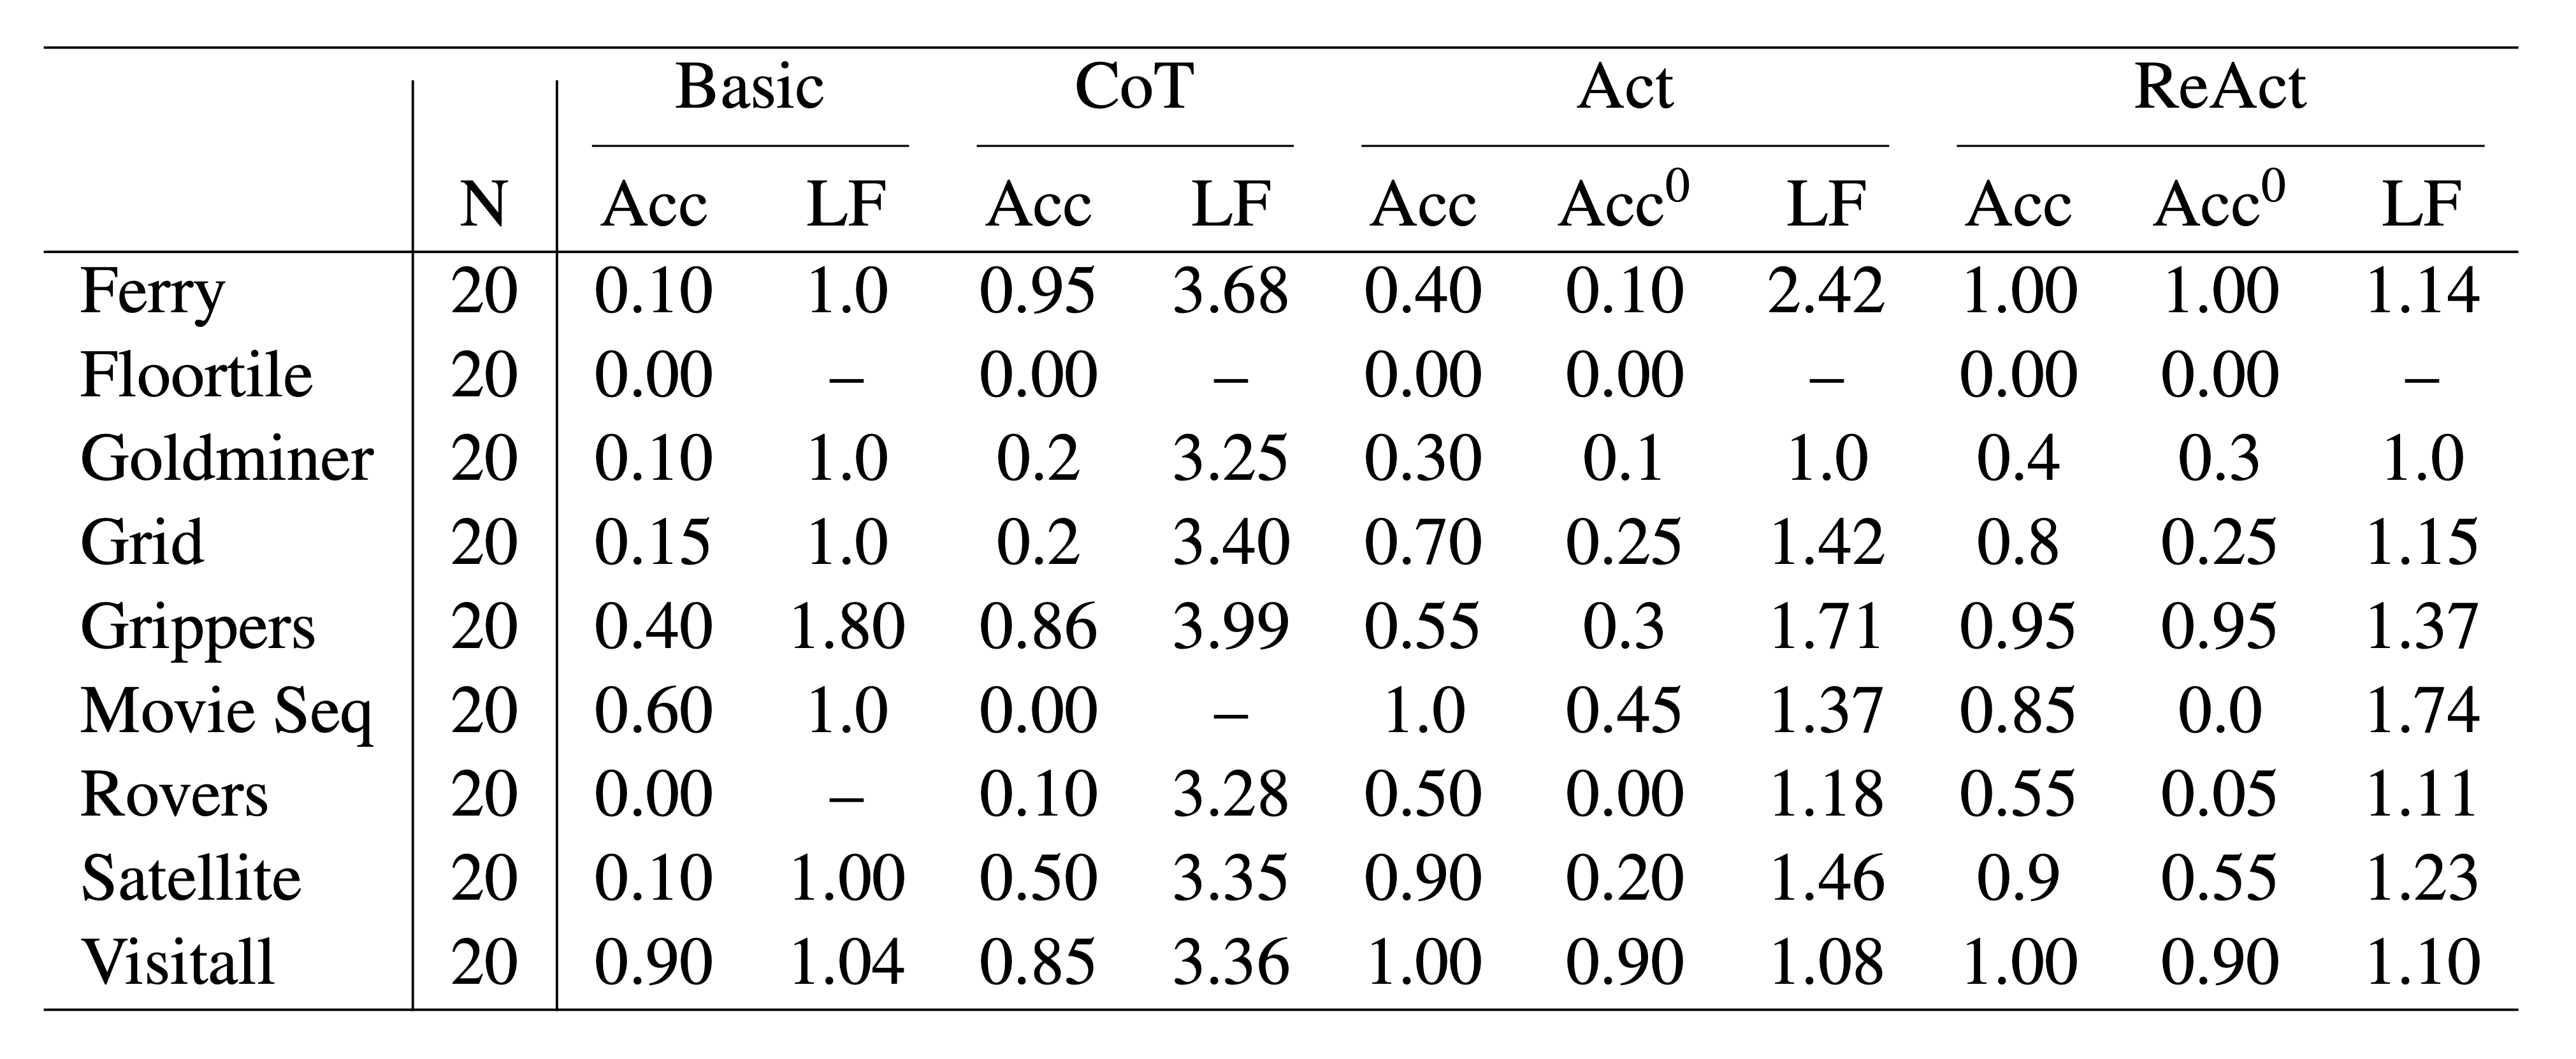 Basic CoT Act ReAct
N Acc LF Acc LF Acc Acc⁰ LF Acc Acc⁰ LF
Ferry 20 0.10 1.0 0.95 3.68 0.40 0.10 2.42 1.00 1.00 1.14
Floortile 20 0.00 – 0.00 – 0.00 0.00 – 0.00 0.00 –
Goldminer 20 0.10 1.0 0.2 3.25 0.30 0.1 1.0 0.4 0.3 1.0
Grid 20 0.15 1.0 0.2 3.40 0.70 0.25 1.42 0.8 0.25 1.15
Grippers 20 0.40 1.80 0.86 3.99 0.55 0.3 1.71 0.95 0.95 1.37
Movie Seq 20 0.60 1.0 0.00 – 1.0 0.45 1.37 0.85 0.0 1.74
Rovers 20 0.00 – 0.10 3.28 0.50 0.00 1.18 0.55 0.05 1.11
Satellite 20 0.10 1.00 0.50 3.35 0.90 0.20 1.46 0.9 0.55 1.23
Visitall 20 0.90 1.04 0.85 3.36 1.00 0.90 1.08 1.00 0.90 1.10